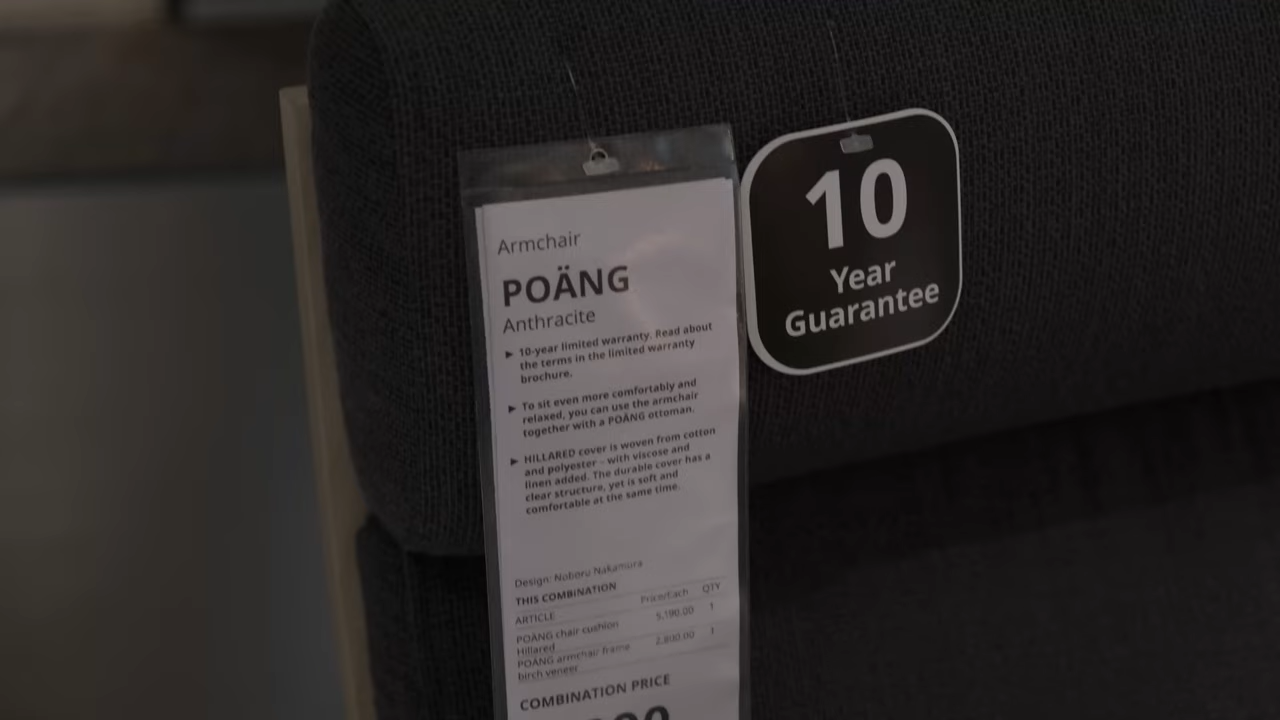 Armchair
POÄNG
Anthracite
► 10-year limited warranty. Read about
the terms in the limited warranty
brochure.
► To sit even more comfortably and
relaxed, you can use the armchair
together with a POÄNG ottoman.
► HILLARED cover is woven from cotton
and polyester – with viscose and
linen added. The durable cover has a
clear structure, yet is soft and
comfortable at the same time.
Design: Noboru Nakamura
THIS COMBINATION
ARTICLE Price/Each QTY
POÄNG chair cushion 5,190.00 1
Hillared
POÄNG armchair frame 2,800.00 1
birch veneer
COMBINATION PRICE
10
Year
Guarantee